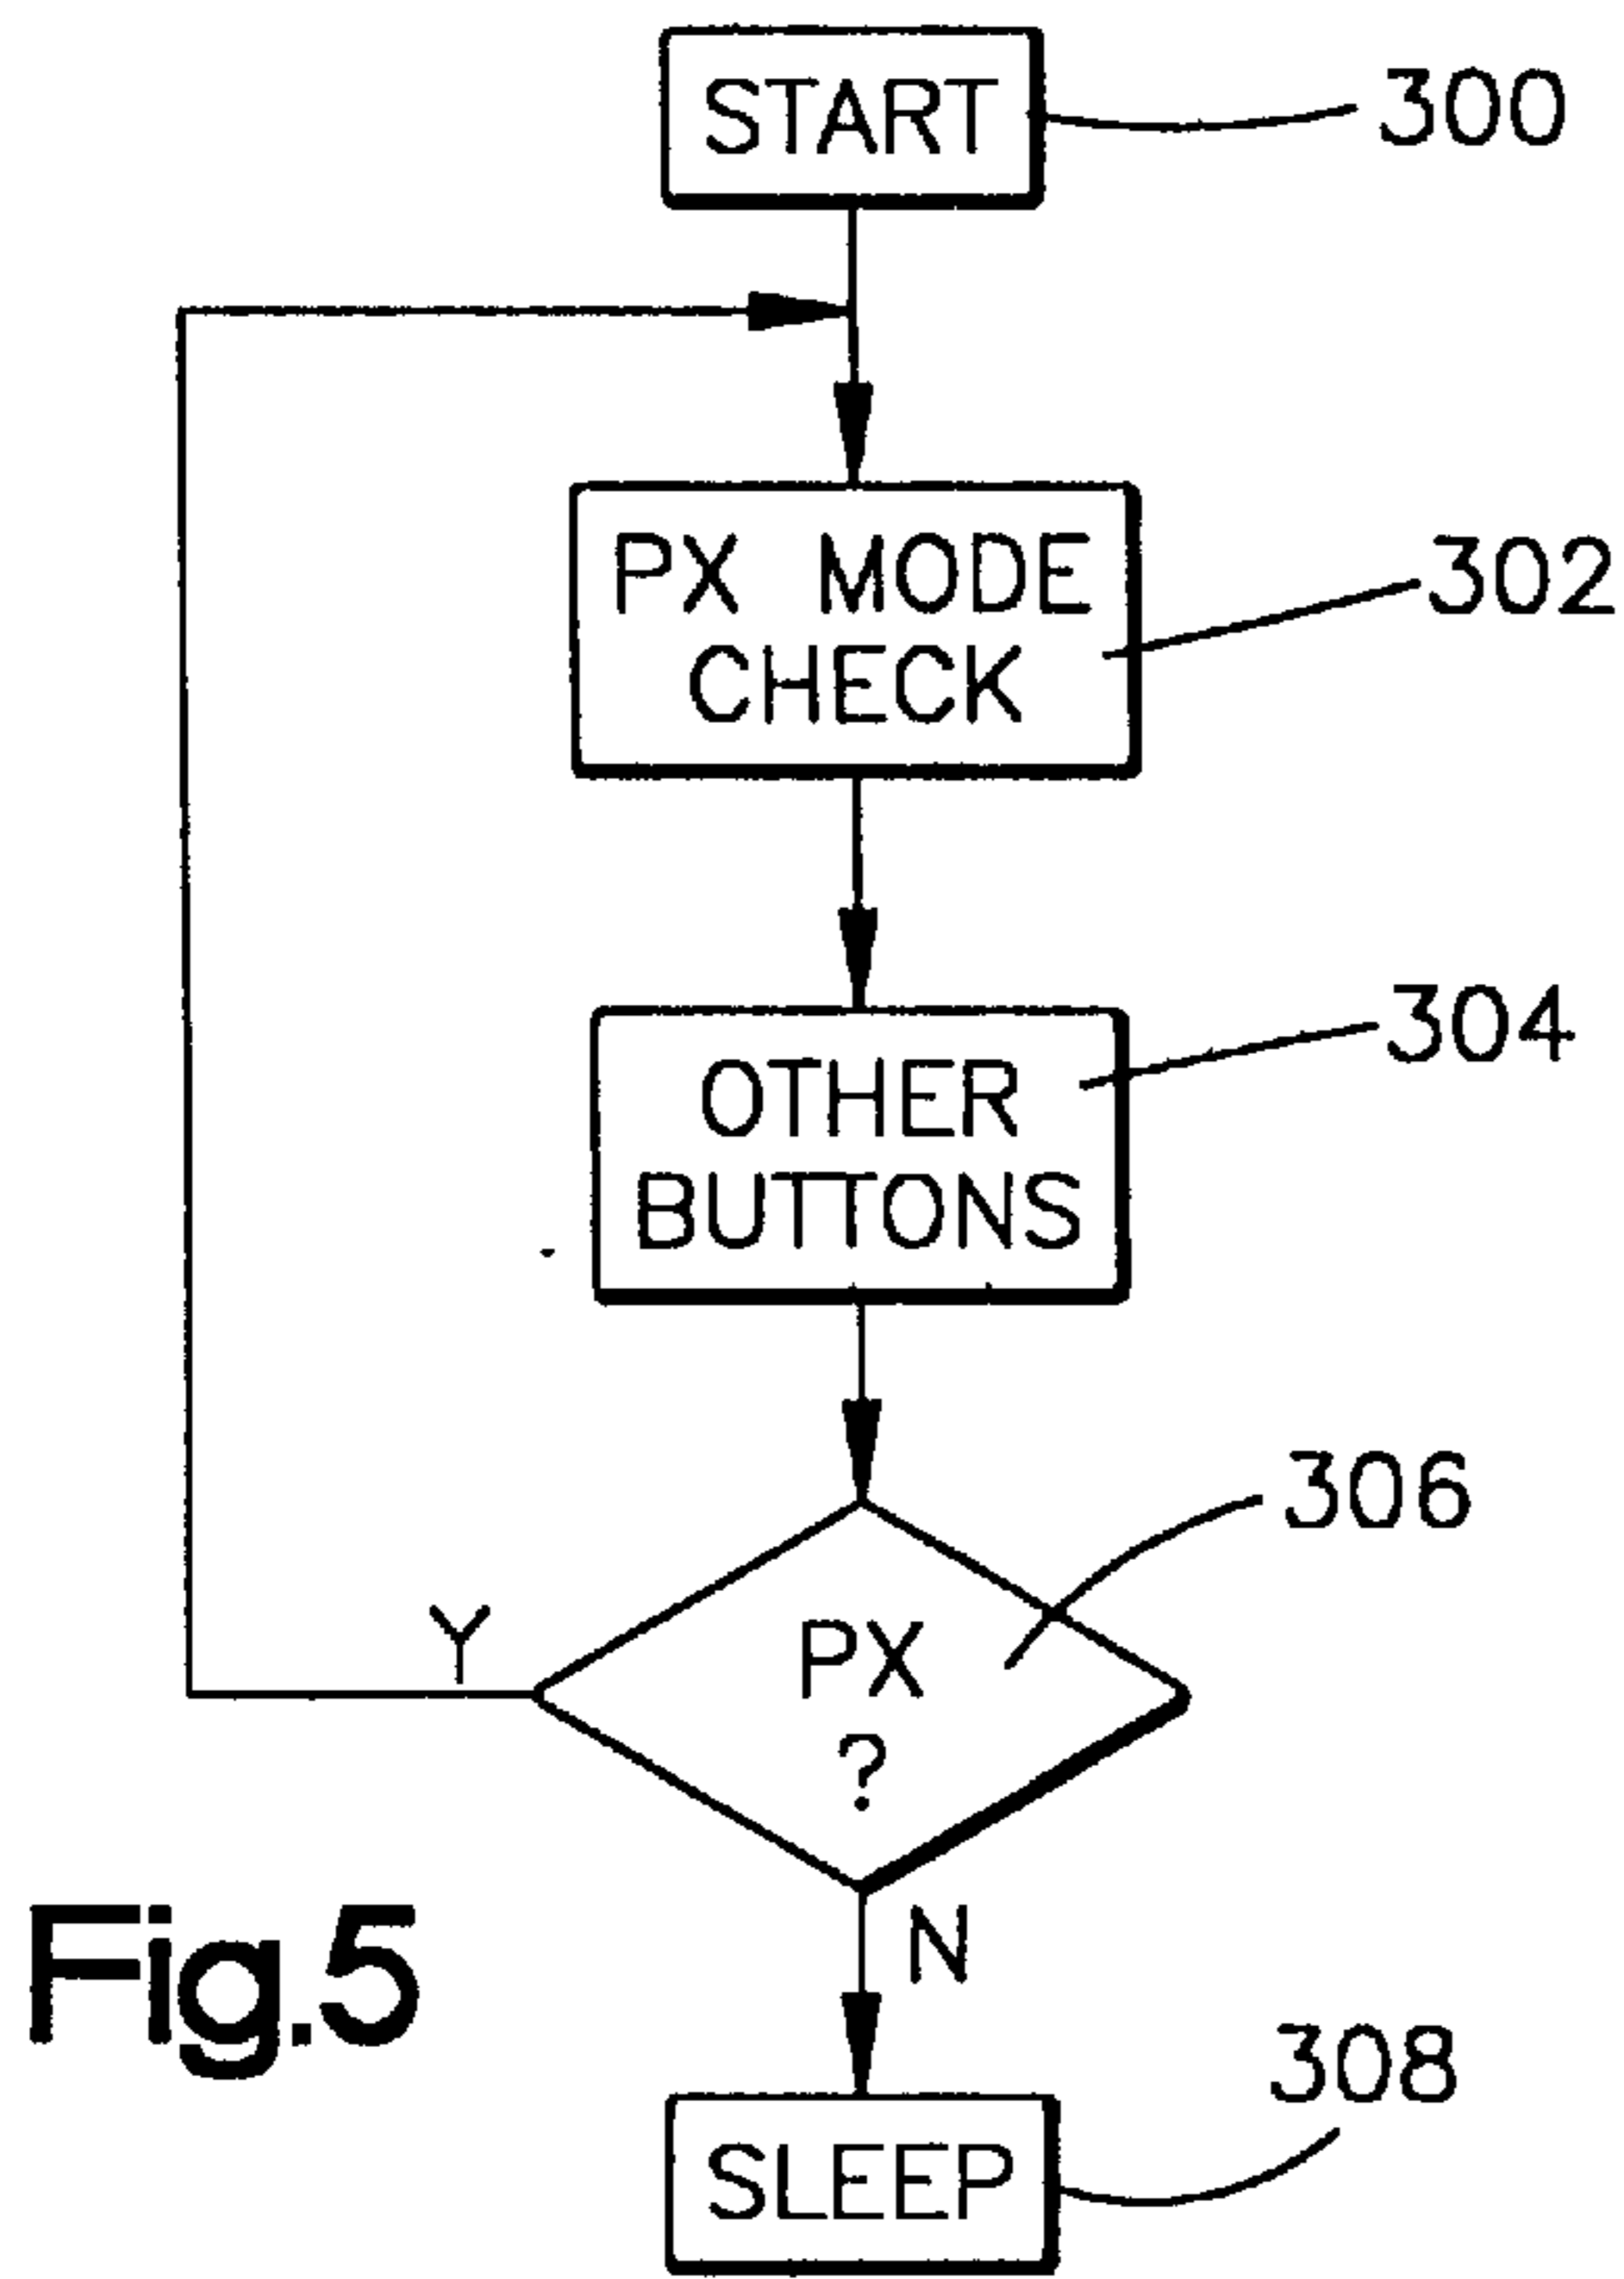 START
300
PX MODE
CHECK
302
OTHER
BUTTONS
304
306
Y
PX
?
N
Fig.5
308
SLEEP